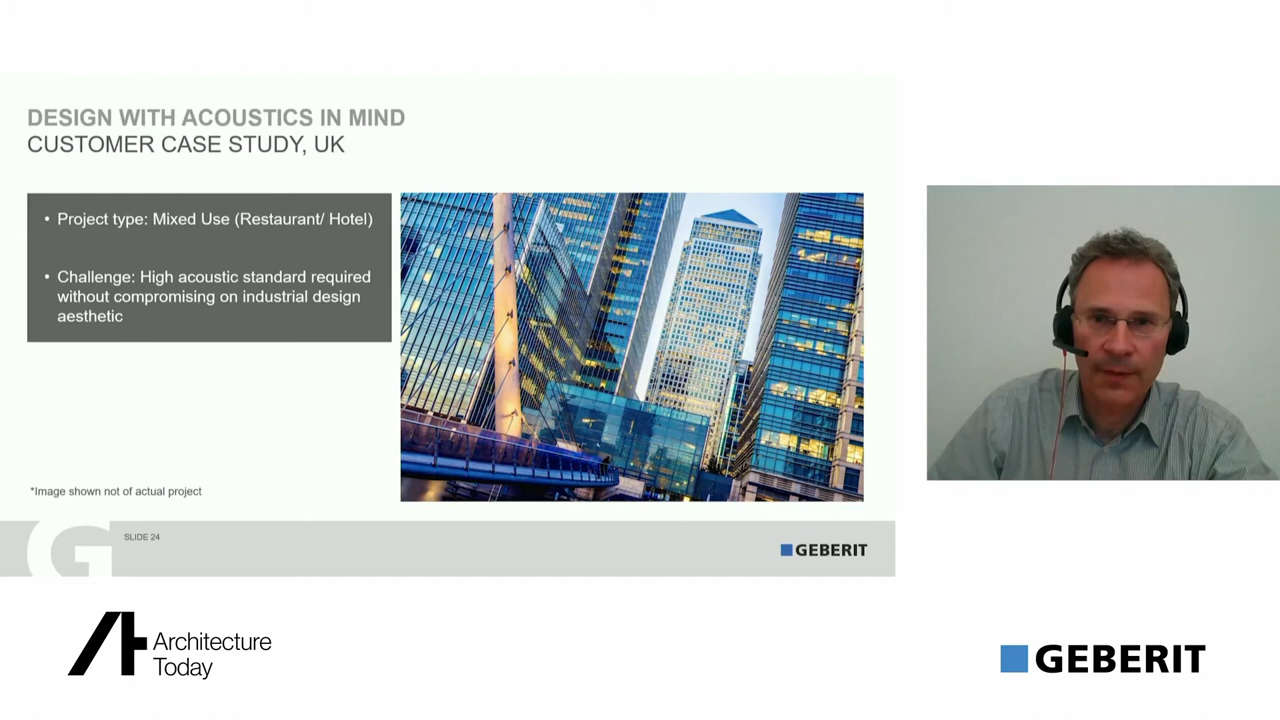 DESIGN WITH ACOUSTICS IN MIND
CUSTOMER CASE STUDY, UK
• Project type: Mixed Use (Restaurant/ Hotel)
• Challenge: High acoustic standard required
without compromising on industrial design
aesthetic
*Image shown not of actual project
G
SLIDE 24
GEBERIT
Architecture
Today
GEBERIT